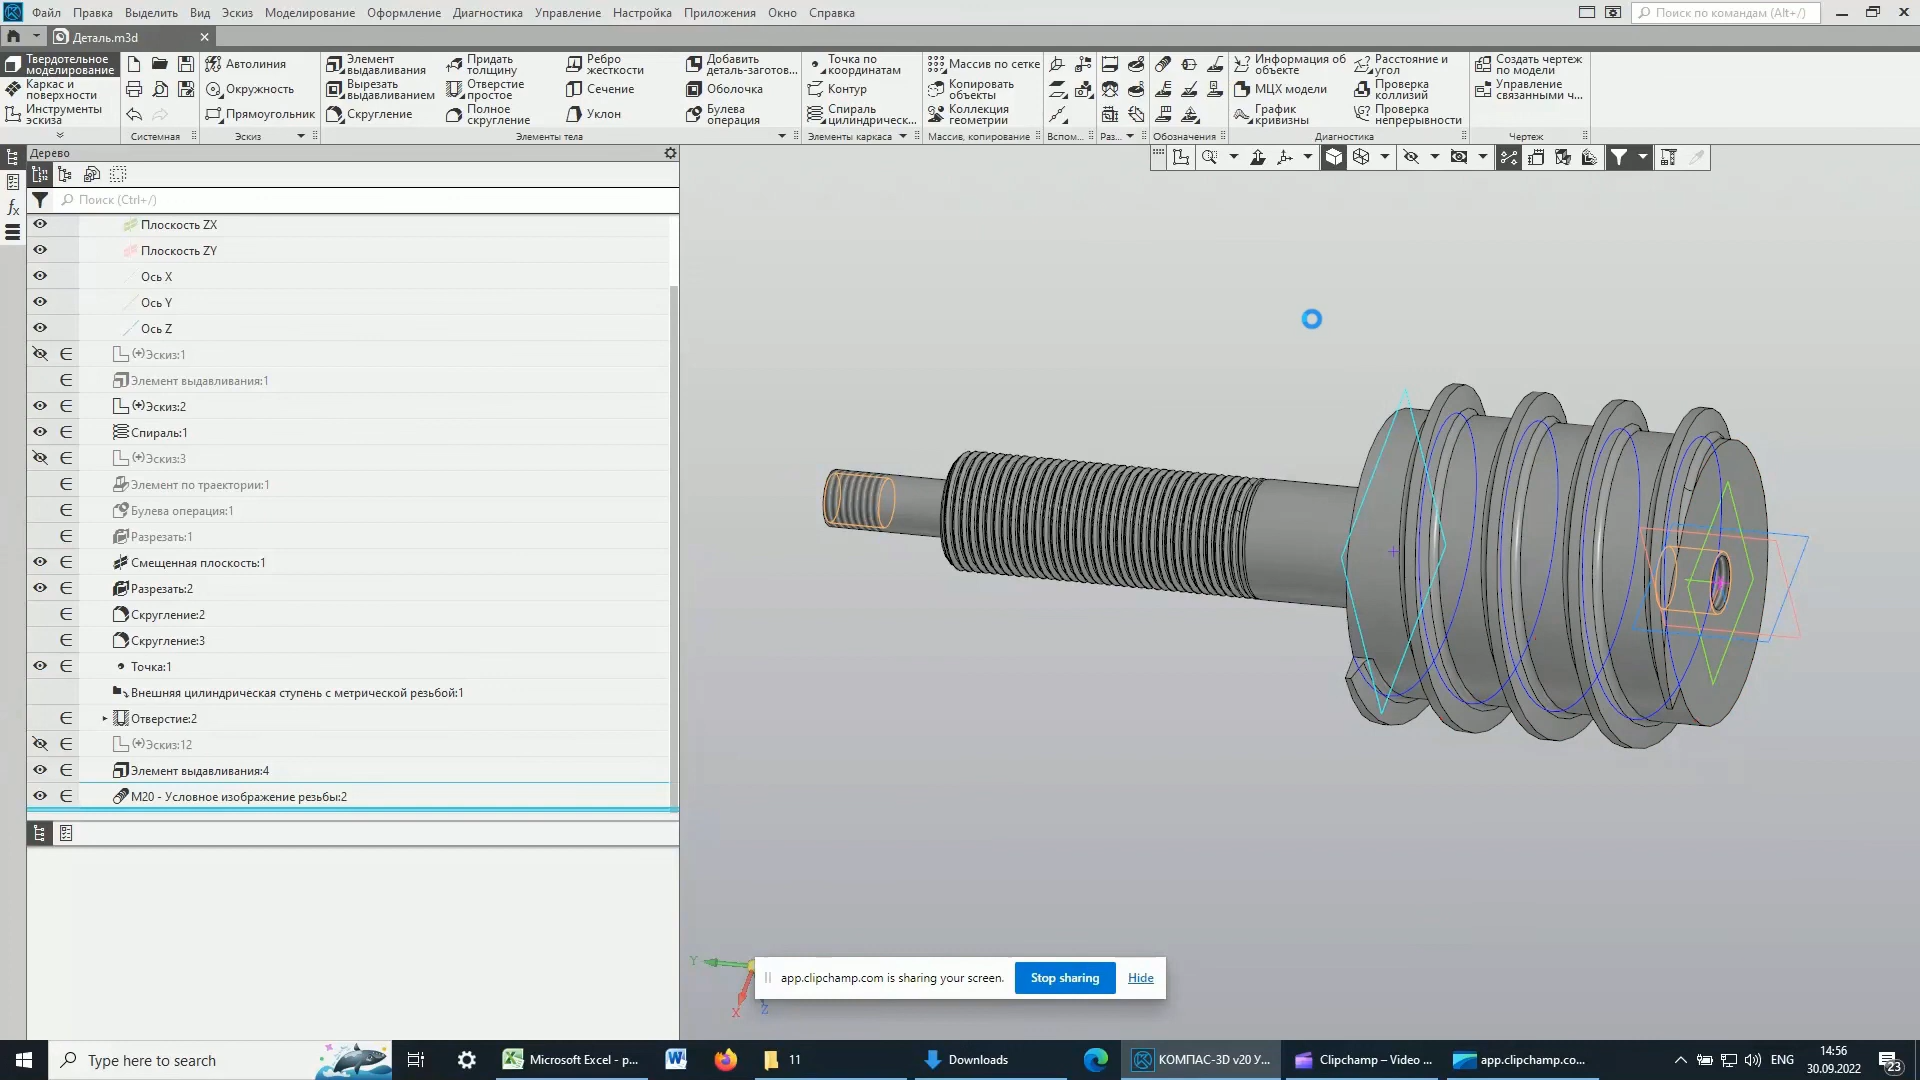 Файл Правка Выделить Вид Эскиз Моделирование Оформление Диагностика Управление Настройка Приложения Окно Справка
Поиск по командам (Alt+/)
Деталь.m3d
Твердотельное моделирование
Каркас и поверхности
Инструменты эскиза
Системная
Автолиния
Окружность
Прямоугольник
Эскиз
Элемент выдавливания
Вырезать выдавливанием
Скругление
Придать толщину
Отверстие простое
Полное скругление
Ребро жесткости
Сечение
Уклон
Добавить деталь-заготов...
Оболочка
Булева операция
Элементы тела
Точка по координатам
Контур
Спираль цилиндрическ...
Элементы каркаса
Массив по сетке
Копировать объекты
Коллекция геометрии
Массив, копирование
Вспом...
Раз...
Обозначения
Информация об объекте
МЦХ модели
График кривизны
Расстояние и угол
Проверка коллизий
Проверка непрерывности
Диагностика
Создать чертеж по модели
Управление связанными ч...
Чертеж
Дерево
Поиск (Ctrl+/)
Плоскость ZX
Плоскость ZY
Ось X
Ось Y
Ось Z
(+)Эскиз:1
Элемент выдавливания:1
(+)Эскиз:2
Спираль:1
(+)Эскиз:3
Элемент по траектории:1
Булева операция:1
Разрезать:1
Смещенная плоскость:1
Разрезать:2
Скругление:2
Скругление:3
Точка:1
Внешняя цилиндрическая ступень с метрической резьбой:1
Отверстие:2
(+)Эскиз:12
Элемент выдавливания:4
M20 - Условное изображение резьбы:2
Y
X
Z
app.clipchamp.com is sharing your screen. Stop sharing Hide
Type here to search
Microsoft Excel - p...
11
Downloads
КОМПАС-3D v20 У...
Clipchamp – Video ...
app.clipchamp.co...
ENG
14:56
30.09.2022
23